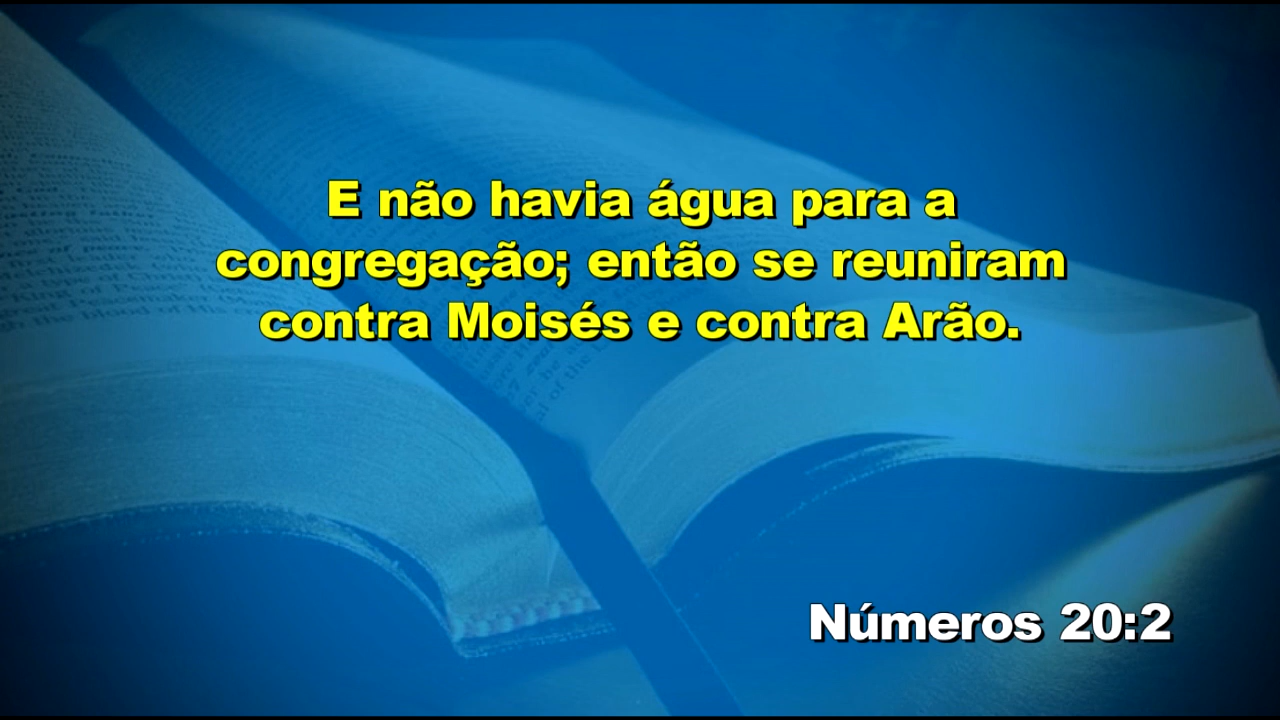 E não havia água para a
congregação; então se reuniram
contra Moisés e contra Arão.
Números 20:2